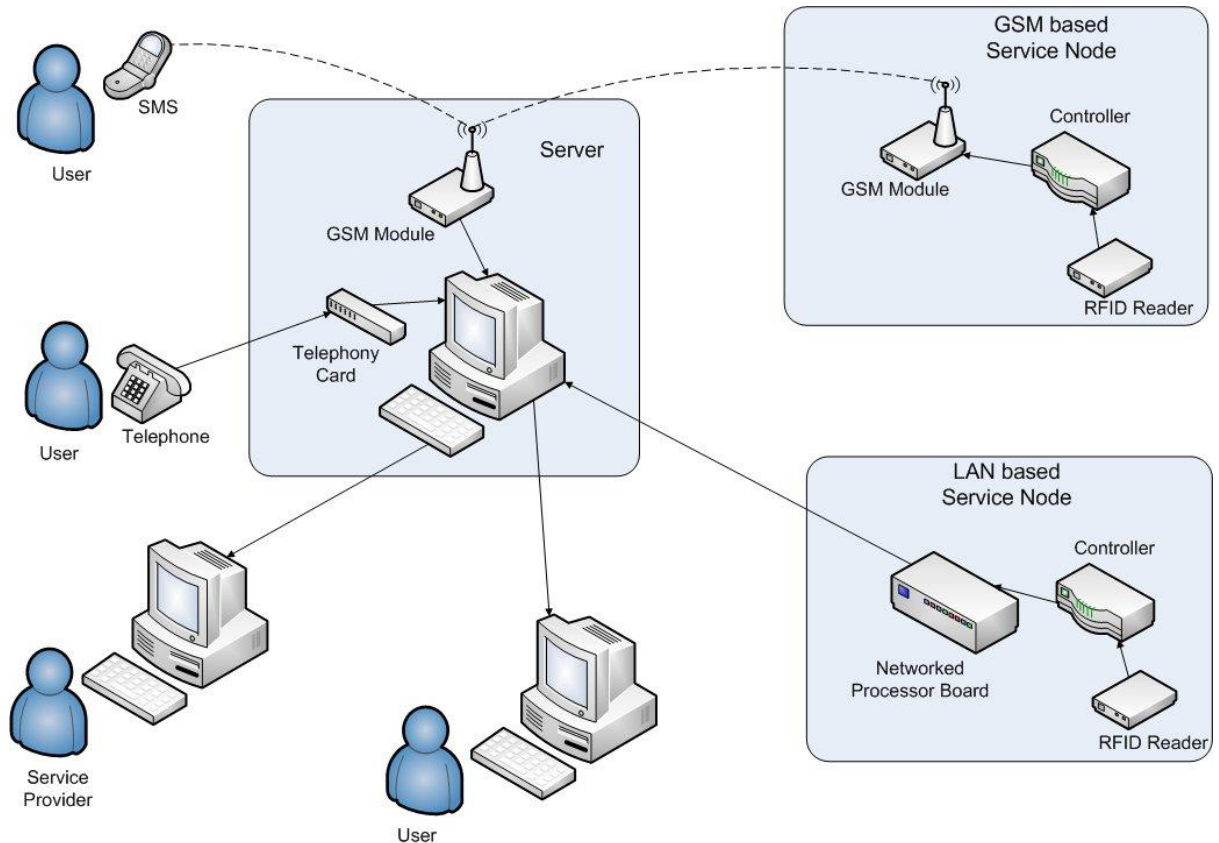 GSM based
Service Node
SMS
User
Server
Controller
GSM Module
GSM Module
RFID Reader
Telephony
Card
Telephone
User
LAN based
Service Node
Controller
Networked
Processor Board
RFID Reader
Service
Provider
User